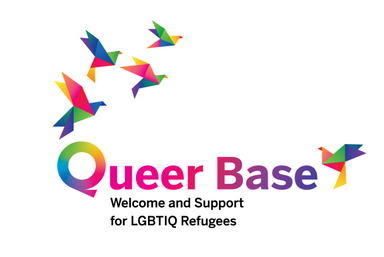 Queer Base
Welcome and Support
for LGBTIQ Refugees